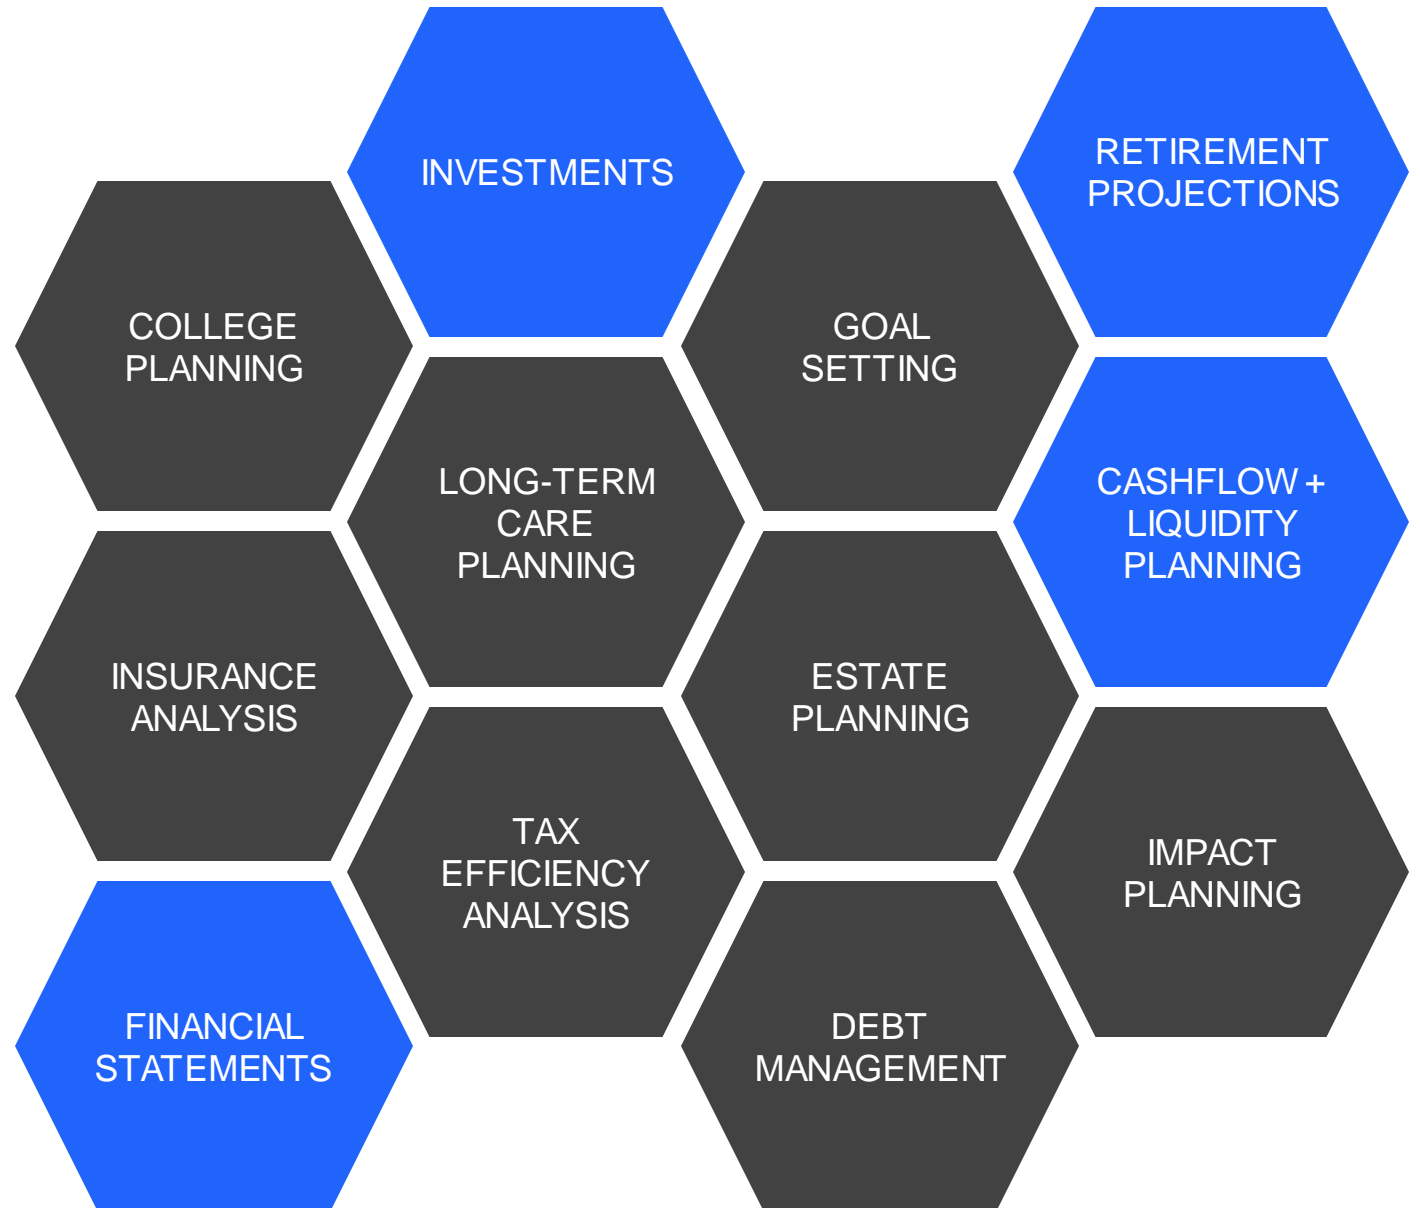 INVESTMENTS
RETIREMENT
PROJECTIONS
COLLEGE
PLANNING
GOAL
SETTING
LONG-TERM
CARE
PLANNING
CASHFLOW +
LIQUIDITY
PLANNING
INSURANCE
ANALYSIS
ESTATE
PLANNING
TAX
EFFICIENCY
ANALYSIS
IMPACT
PLANNING
FINANCIAL
STATEMENTS
DEBT
MANAGEMENT